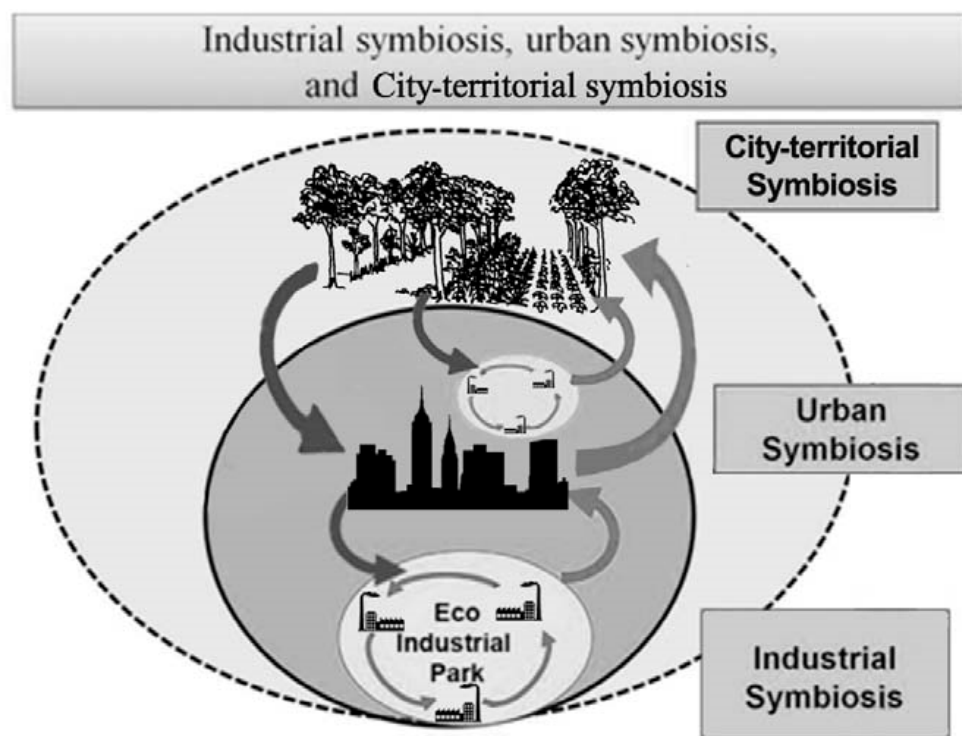 Industrial symbiosis, urban symbiosis,
and City-territorial symbiosis
City-territorial
Symbiosis
Urban
Symbiosis
Eco
Industrial
Park
Industrial
Symbiosis